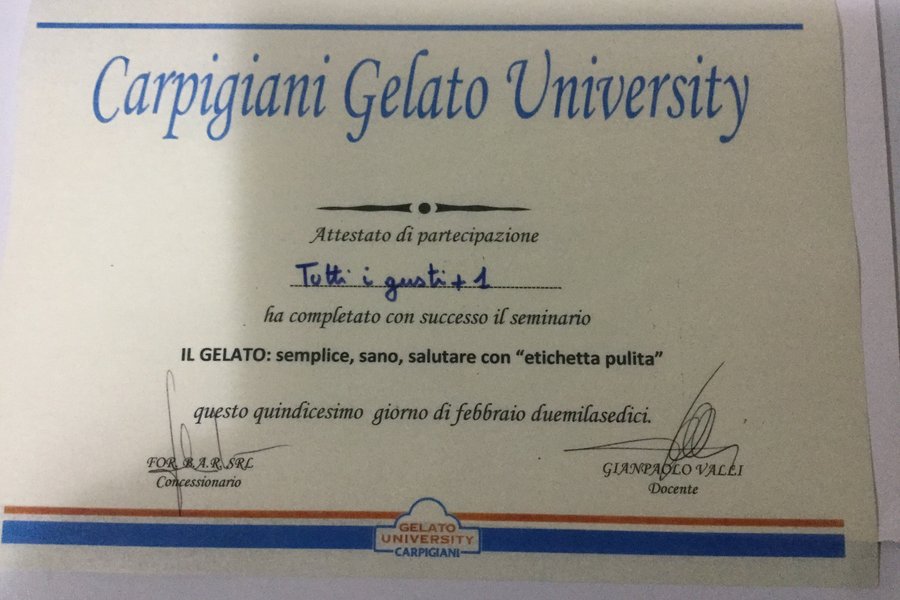 Carpigiani Gelato University
Attestato di partecipazione
Tutti i gusti + 1
ha completato con successo il seminario
IL GELATO: semplice, sano, salutare con “etichetta pulita”
questo quindicesimo giorno di febbraio duemilasedici.
FOR B.A.R. SRL
Concessionario
GIANPAOLO VALLI
Docente
GELATO
UNIVERSITY
CARPIGIANI